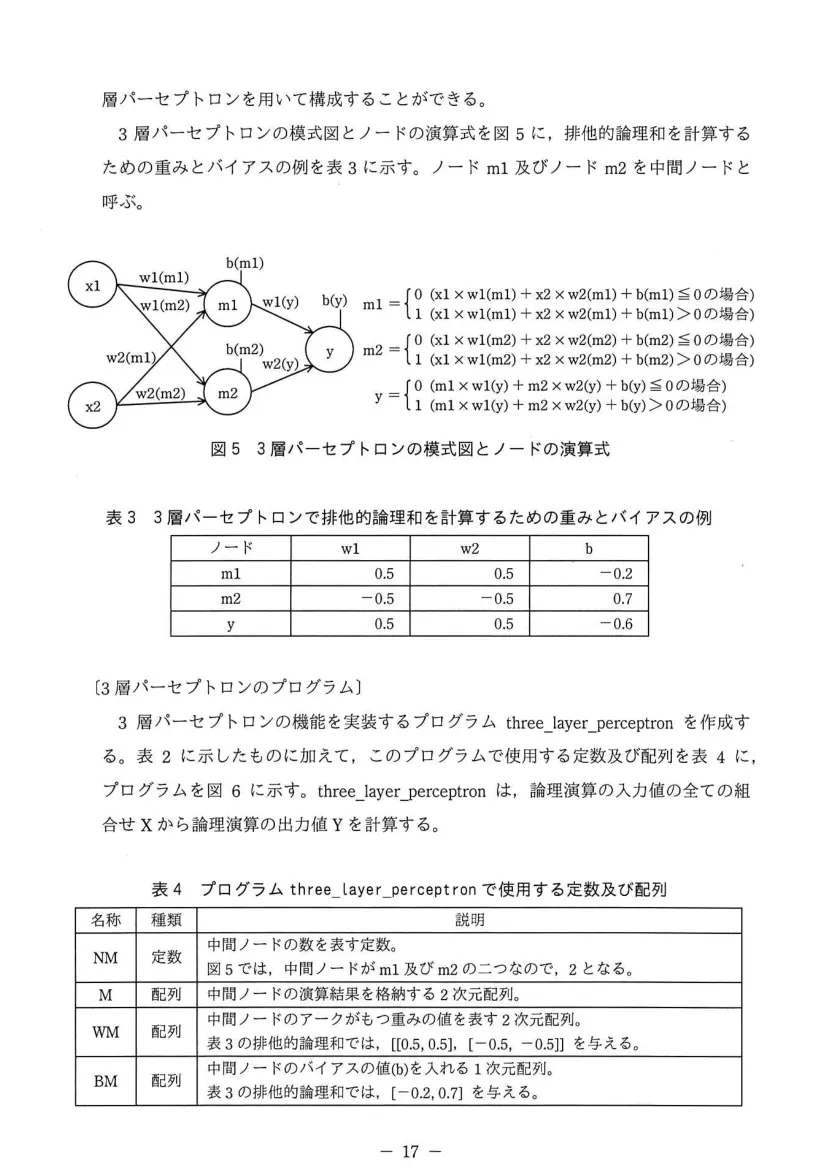 層パーセプトロンを用いて構成することができる。
3 層パーセプトロンの模式図とノードの演算式を図 5 に，排他的論理和を計算する
ための重みとバイアスの例を表 3 に示す。ノード m1 及びノード m2 を中間ノードと
呼ぶ。
b(m1)
x1
w1(m1)
w1(m2)
m1
w1(y)
b(y)
w2(m1)
b(m2)
w2(y)
y
w2(m2)
x2
m2
m1 = {0 (x1×w1(m1)＋x2×w2(m1)＋b(m1)≦0の場合)
1 (x1×w1(m1)＋x2×w2(m1)＋b(m1)＞0の場合)
m2 = {0 (x1×w1(m2)＋x2×w2(m2)＋b(m2)≦0の場合)
1 (x1×w1(m2)＋x2×w2(m2)＋b(m2)＞0の場合)
y = {0 (m1×w1(y)＋m2×w2(y)＋b(y)≦0の場合)
1 (m1×w1(y)＋m2×w2(y)＋b(y)＞0の場合)
図 5 3 層パーセプトロンの模式図とノードの演算式
表 3 3 層パーセプトロンで排他的論理和を計算するための重みとバイアスの例
ノード w1 w2 b
m1 0.5 0.5 −0.2
m2 −0.5 −0.5 0.7
y 0.5 0.5 −0.6
〔3 層パーセプトロンのプログラム〕
3 層パーセプトロンの機能を実装するプログラム three_layer_perceptron を作成す
る。表 2 に示したものに加えて，このプログラムで使用する定数及び配列を表 4 に，
プログラムを図 6 に示す。three_layer_perceptron は，論理演算の入力値の全ての組
合せ X から論理演算の出力値 Y を計算する。
表 4 プログラム three_layer_perceptron で使用する定数及び配列
名称 種類 説明
NM 定数 中間ノードの数を表す定数。
図 5 では，中間ノードが m1 及び m2 の二つなので，2 となる。
M 配列 中間ノードの演算結果を格納する 2 次元配列。
WM 配列 中間ノードのアークがもつ重みの値を表す 2 次元配列。
表 3 の排他的論理和では，[[0.5, 0.5]，[−0.5, −0.5]] を与える。
BM 配列 中間ノードのバイアスの値(b)を入れる 1 次元配列。
表 3 の排他的論理和では，[−0.2, 0.7] を与える。
− 17 −